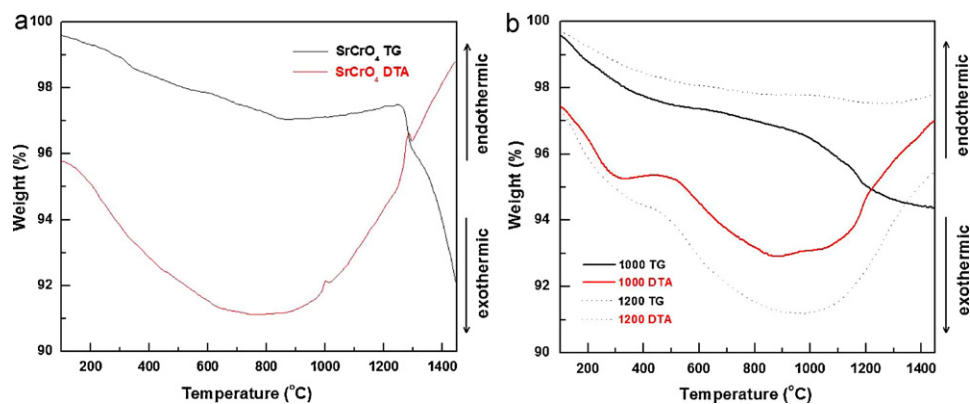 a
SrCrO4 TG
SrCrO4 DTA
Weight (%)
100
98
96
94
92
90
200 400 600 800 1000 1200 1400
Temperature (oC)
endothermic
exothermic
b
1000 TG
1000 DTA
1200 TG
1200 DTA
Weight (%)
100
98
96
94
92
90
200 400 600 800 1000 1200 1400
Temperature (oC)
endothermic
exothermic